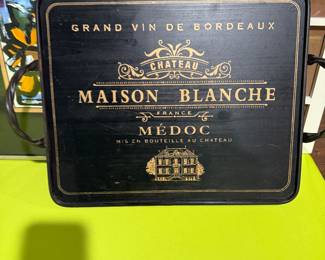 GRAND VIN DE BORDEAUX
CHATEAU
MAISON BLANCHE
FRANCE
MÉDOC
MIS EN BOUTEILLE AU CHATEAU